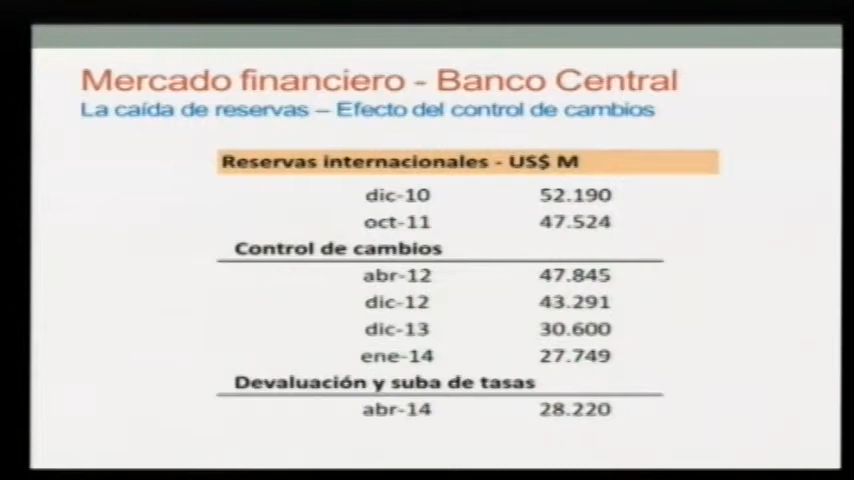 Mercado financiero - Banco Central
La caída de reservas – Efecto del control de cambios
Reservas internacionales - US$ M
dic-10 52.190
oct-11 47.524
Control de cambios
abr-12 47.845
dic-12 43.291
dic-13 30.600
ene-14 27.749
Devaluación y suba de tasas
abr-14 28.220